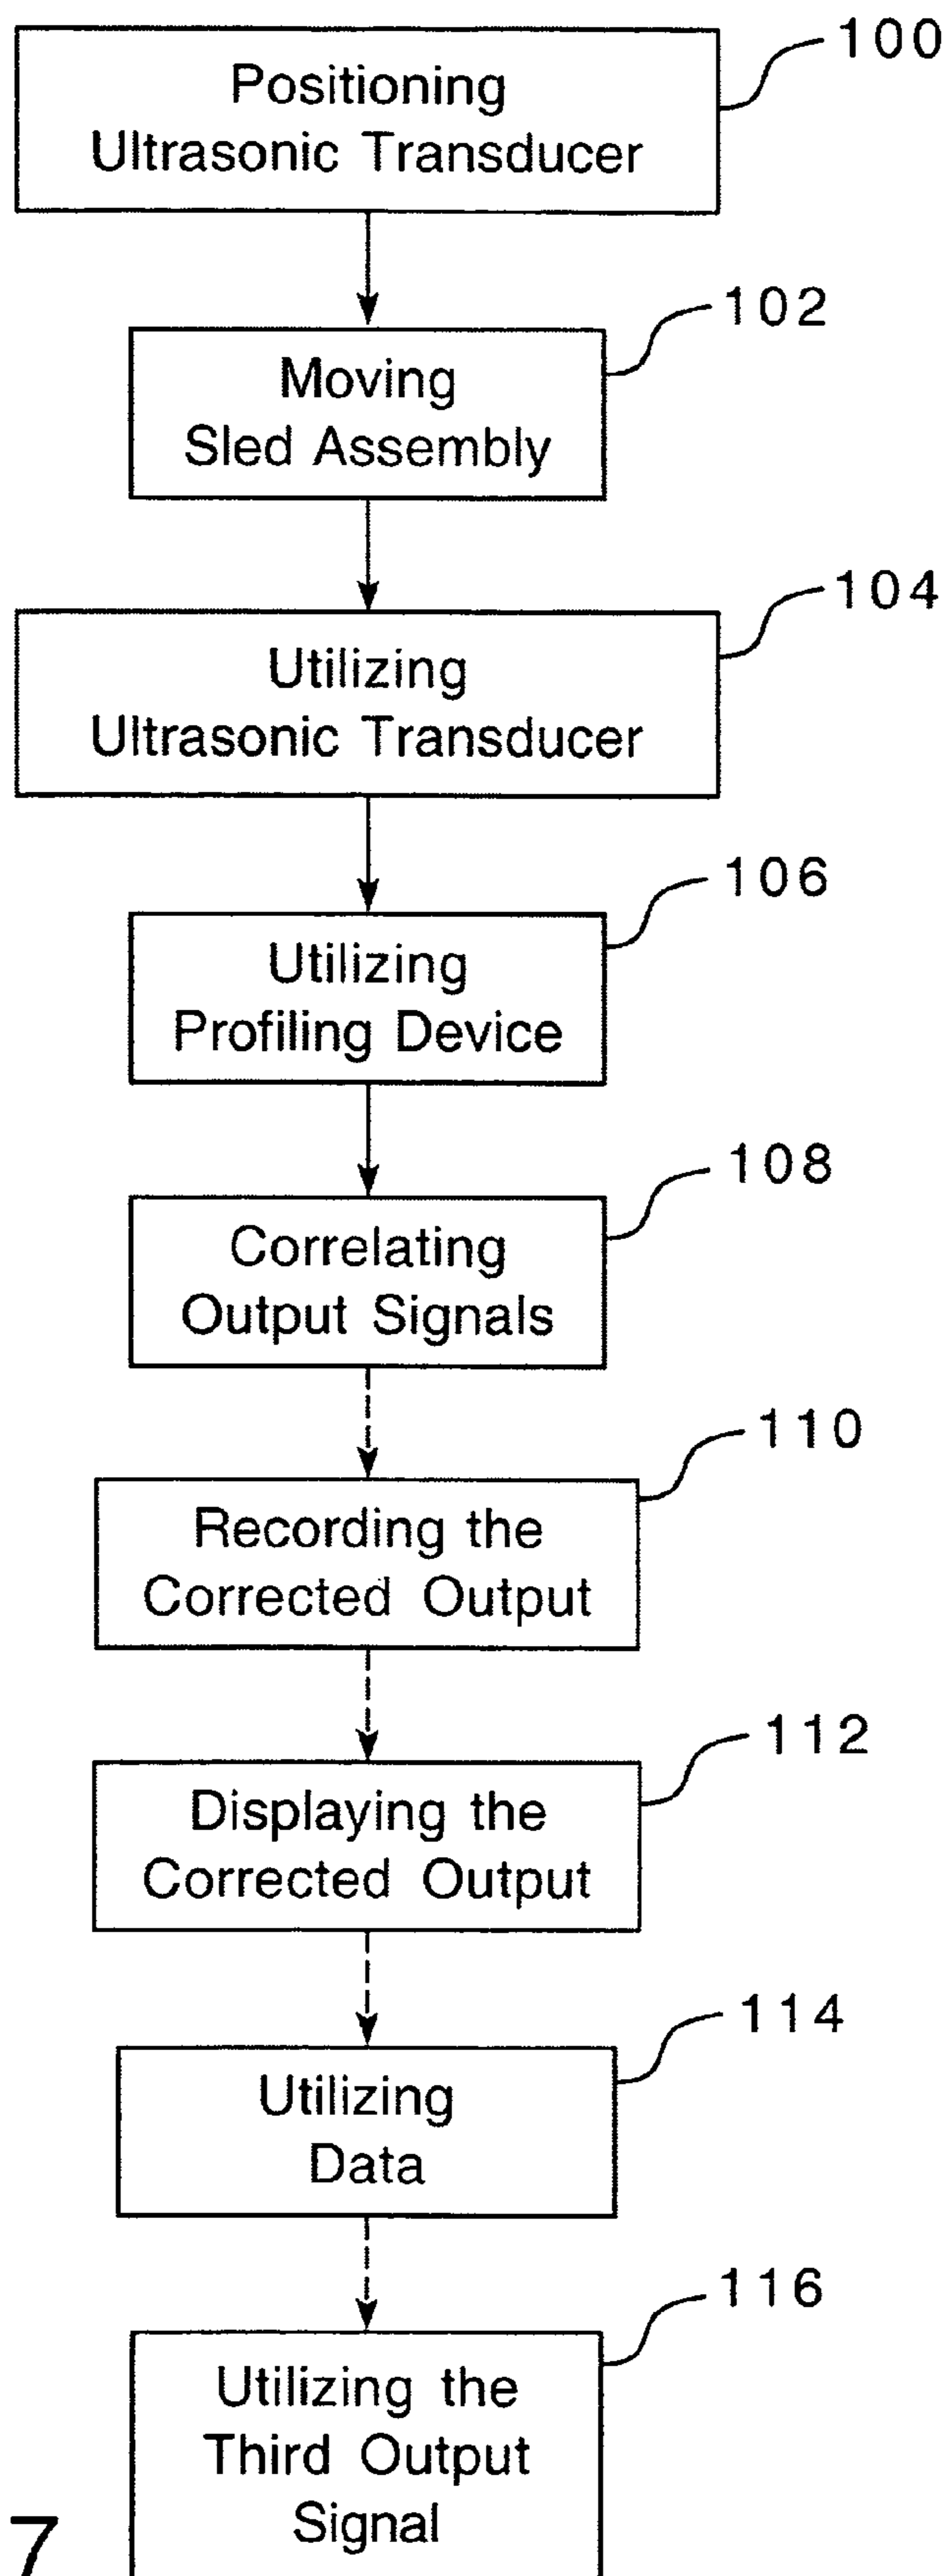 100
Positioning
Ultrasonic Transducer
102
Moving
Sled Assembly
104
Utilizing
Ultrasonic Transducer
106
Utilizing
Profiling Device
108
Correlating
Output Signals
110
Recording the
Corrected Output
112
Displaying the
Corrected Output
114
Utilizing
Data
116
Utilizing the
Third Output
Signal
7